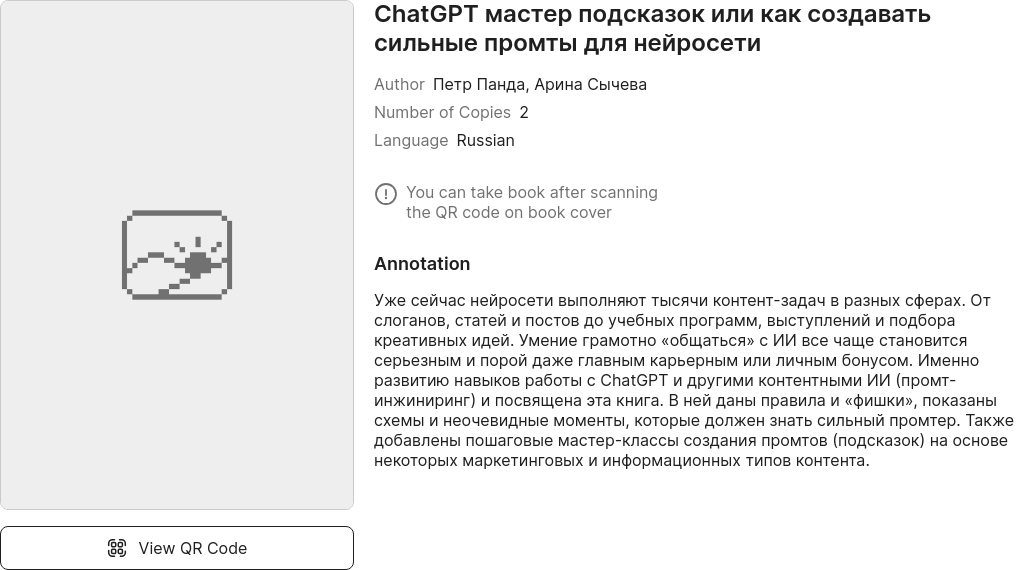 ChatGPT мастер подсказок или как создавать
сильные промты для нейросети
Author Петр Панда, Арина Сычева
Number of Copies 2
Language Russian
You can take book after scanning
the QR code on book cover
Annotation
Уже сейчас нейросети выполняют тысячи контент-задач в разных сферах. От
слоганов, статей и постов до учебных программ, выступлений и подбора
креативных идей. Умение грамотно «общаться» с ИИ все чаще становится
серьезным и порой даже главным карьерным или личным бонусом. Именно
развитию навыков работы с ChatGPT и другими контентными ИИ (промт-
инжиниринг) и посвящена эта книга. В ней даны правила и «фишки», показаны
схемы и неочевидные моменты, которые должен знать сильный промтер. Также
добавлены пошаговые мастер-классы создания промтов (подсказок) на основе
некоторых маркетинговых и информационных типов контента.
View QR Code